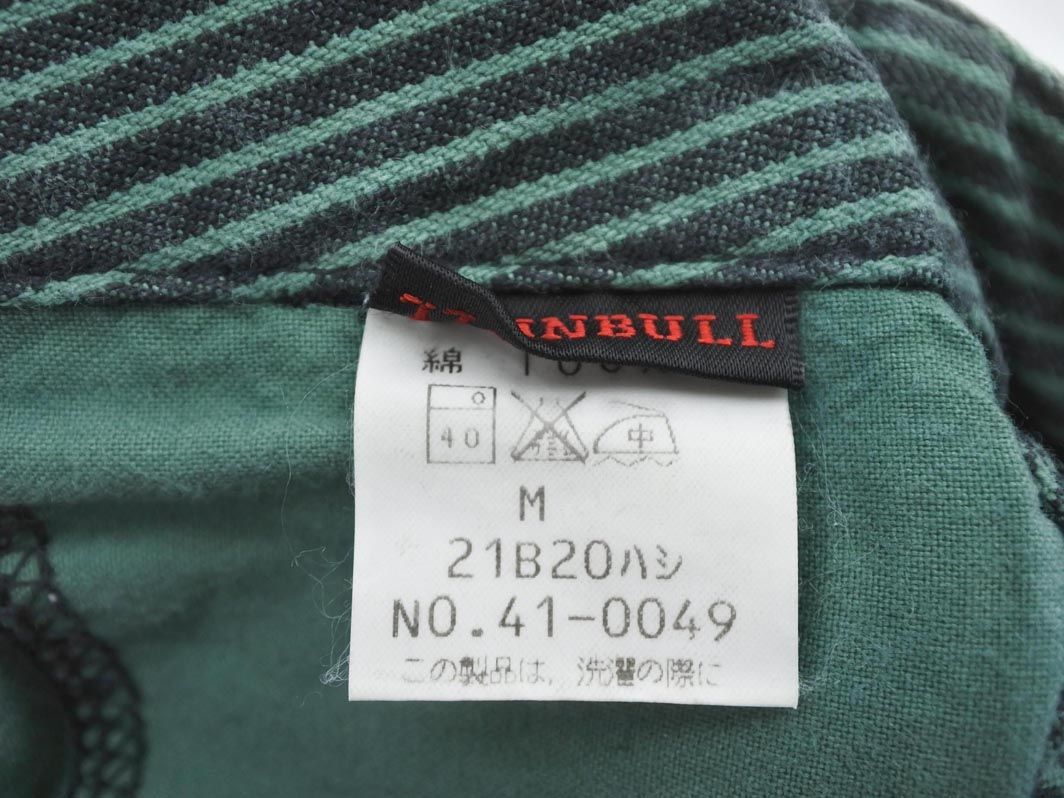 綿
40 中
M
21B20ハシ
NO.41-0049
この製品は、洗濯の際に